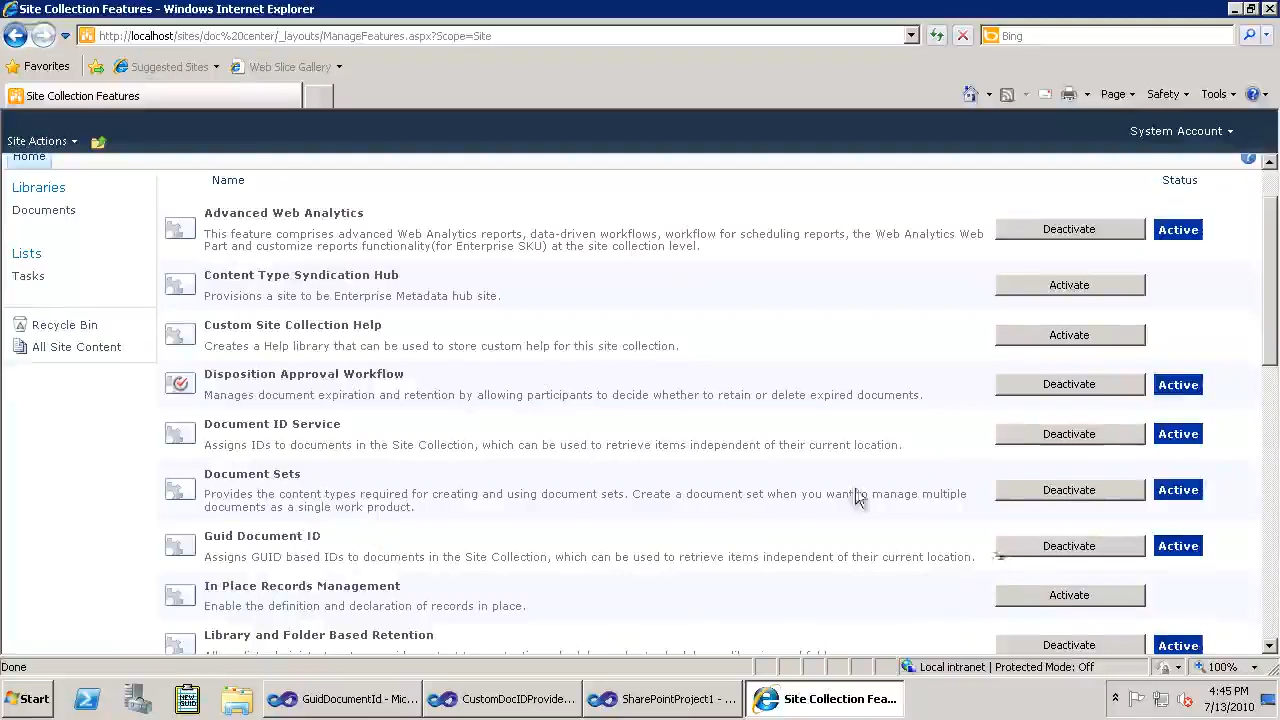 Site Collection Features - Windows Internet Explorer
http://localhost/sites/doc%20center/_layouts/ManageFeatures.aspx?Scope=Site
Bing
Favorites
Suggested Sites
Web Slice Gallery
Site Collection Features
Page
Safety
Tools
Site Actions
System Account
Home
Libraries
Documents
Lists
Tasks
Recycle Bin
All Site Content
Name
Status
Advanced Web Analytics
This feature comprises advanced Web Analytics reports, data-driven workflows, workflow for scheduling reports, the Web Analytics Web
Part and customize reports functionality(for Enterprise SKU) at the site collection level.
Deactivate
Active
Content Type Syndication Hub
Provisions a site to be Enterprise Metadata hub site.
Activate
Custom Site Collection Help
Creates a Help library that can be used to store custom help for this site collection.
Activate
Disposition Approval Workflow
Manages document expiration and retention by allowing participants to decide whether to retain or delete expired documents.
Deactivate
Active
Document ID Service
Assigns IDs to documents in the Site Collection, which can be used to retrieve items independent of their current location.
Deactivate
Active
Document Sets
Provides the content types required for creating and using document sets. Create a document set when you want to manage multiple
documents as a single work product.
Deactivate
Active
Guid Document ID
Assigns GUID based IDs to documents in the Site Collection, which can be used to retrieve items independent of their current location.
Deactivate
Active
In Place Records Management
Enable the definition and declaration of records in place.
Activate
Library and Folder Based Retention
Deactivate
Active
Done
Local intranet | Protected Mode: Off
100%
Start
GuidDocumentId - Mic...
CustomDocIDProvide...
SharePointProject1 - ...
Site Collection Fea...
4:45 PM
7/13/2010